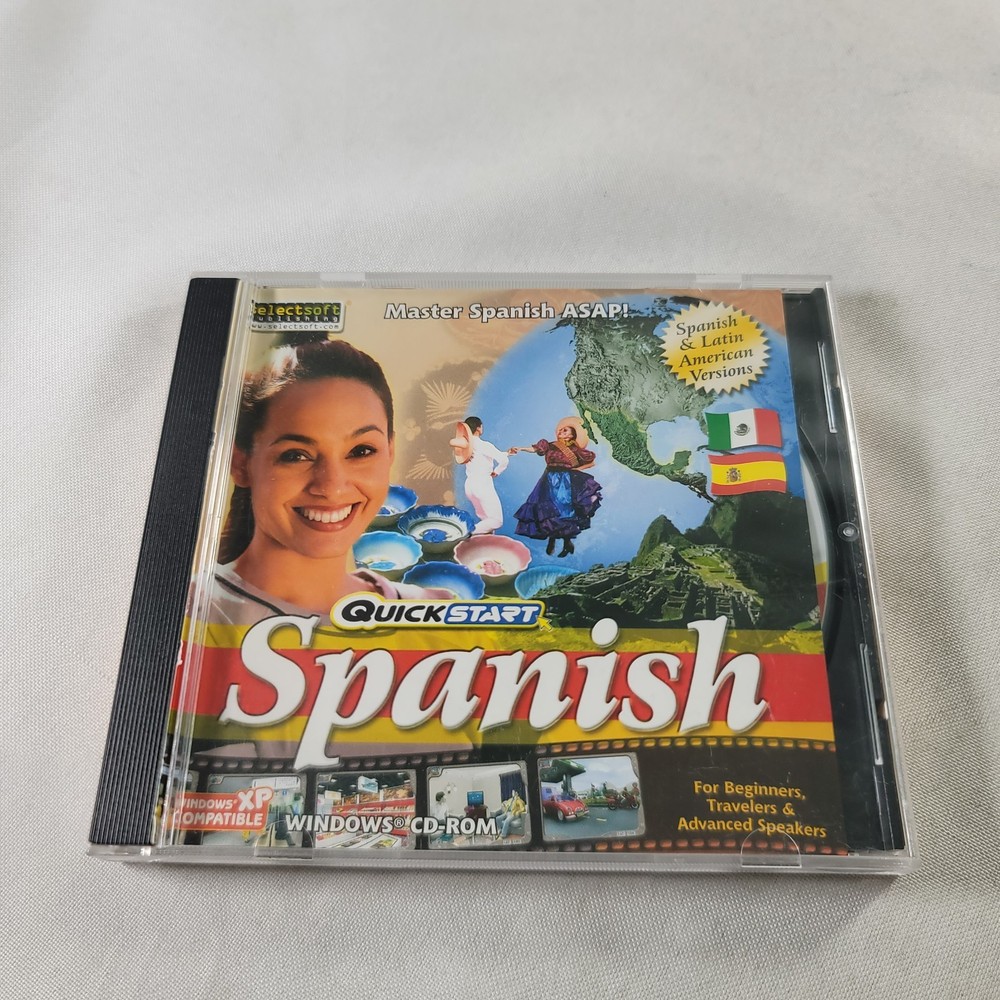 selectsoft
publishing
www.selectsoft.com
Master Spanish ASAP!
Spanish
& Latin
American
Versions
QUICKSTART
Spanish
WINDOWS® XP
COMPATIBLE
WINDOWS® CD-ROM
For Beginners,
Travelers &
Advanced Speakers